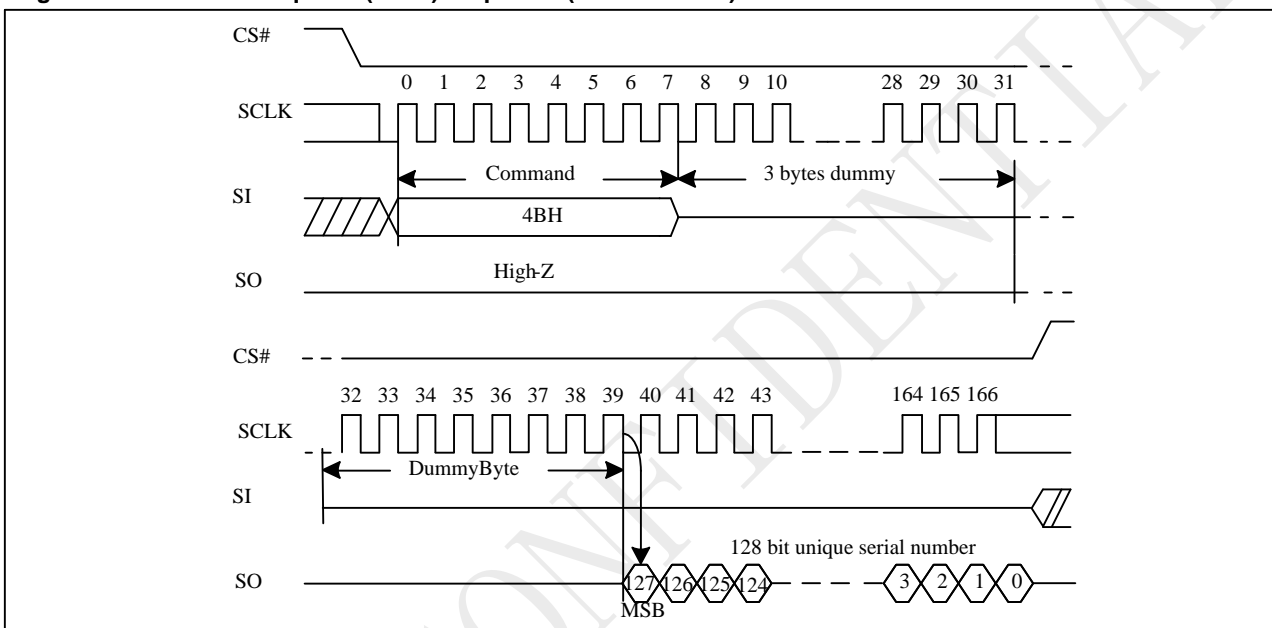 CS#
0 1 2 3 4 5 6 7 8 9 10 28 29 30 31
SCLK
Command 3 bytes dummy
SI
4BH
High-Z
SO
CS#
32 33 34 35 36 37 38 39 40 41 42 43 164 165 166
SCLK
DummyByte
SI
128 bit unique serial number
SO 127 126 125 124 3 2 1 0
MSB
CONFIDENTIAL